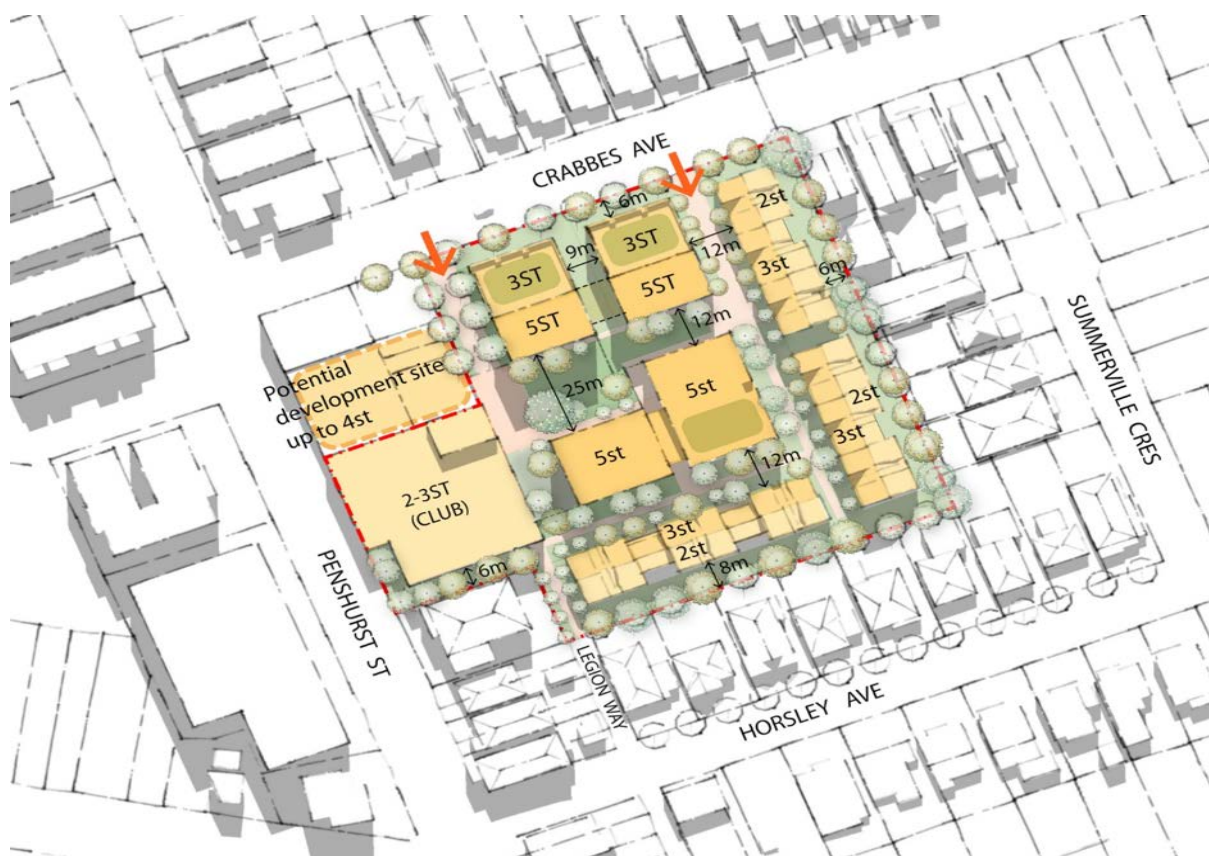 CRABBES AVE
6m
2st
9m
3ST
12m
3ST
3st
6m
5ST
5ST
12m
SUMMERVILLE CRES
Potential
development site
up to 4st
25m
5st
2st
3st
5st
12m
2-3ST
(CLUB)
3st
2st
6m
8m
PENSHURST ST
LEGION WAY
HORSLEY AVE